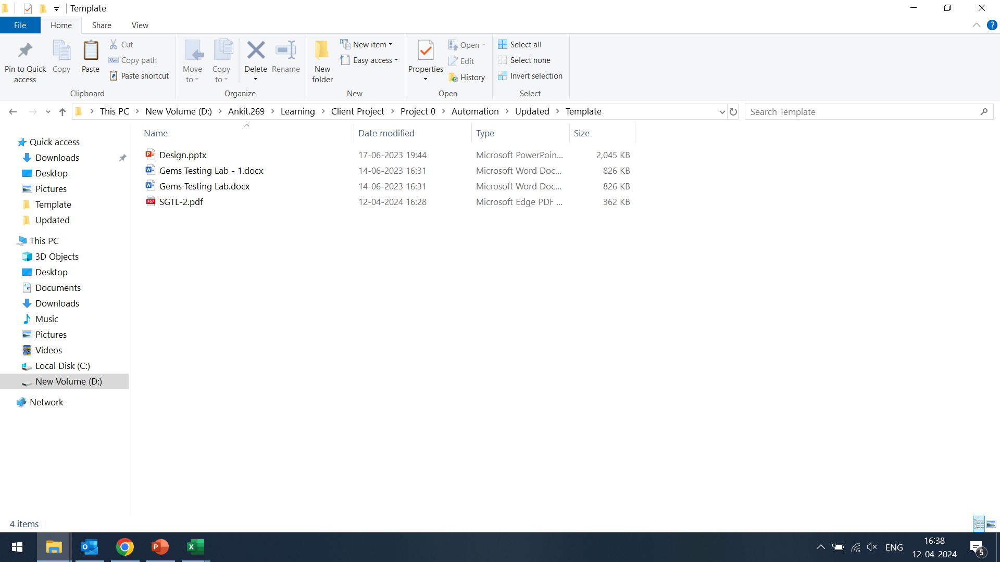 Template
File Home Share View
Pin to Quick access
Copy
Paste
Cut
Copy path
Paste shortcut
Clipboard
Move to
Copy to
Delete
Rename
Organize
New folder
New item
Easy access
New
Properties
Open
Edit
History
Open
Select all
Select none
Invert selection
Select
This PC New Volume (D:) Ankit.269 Learning Client Project Project 0 Automation Updated Template
Search Template
Name Date modified Type Size
Design.pptx 17-06-2023 19:44 Microsoft PowerPoin... 2,045 KB
Gems Testing Lab - 1.docx 14-06-2023 16:31 Microsoft Word Doc... 826 KB
Gems Testing Lab.docx 14-06-2023 16:31 Microsoft Word Doc... 826 KB
SGTL-2.pdf 12-04-2024 16:28 Microsoft Edge PDF ... 362 KB
Quick access
Downloads
Desktop
Pictures
Template
Updated
This PC
3D Objects
Desktop
Documents
Downloads
Music
Pictures
Videos
Local Disk (C:)
New Volume (D:)
Network
4 items
ENG
16:38
12-04-2024
5